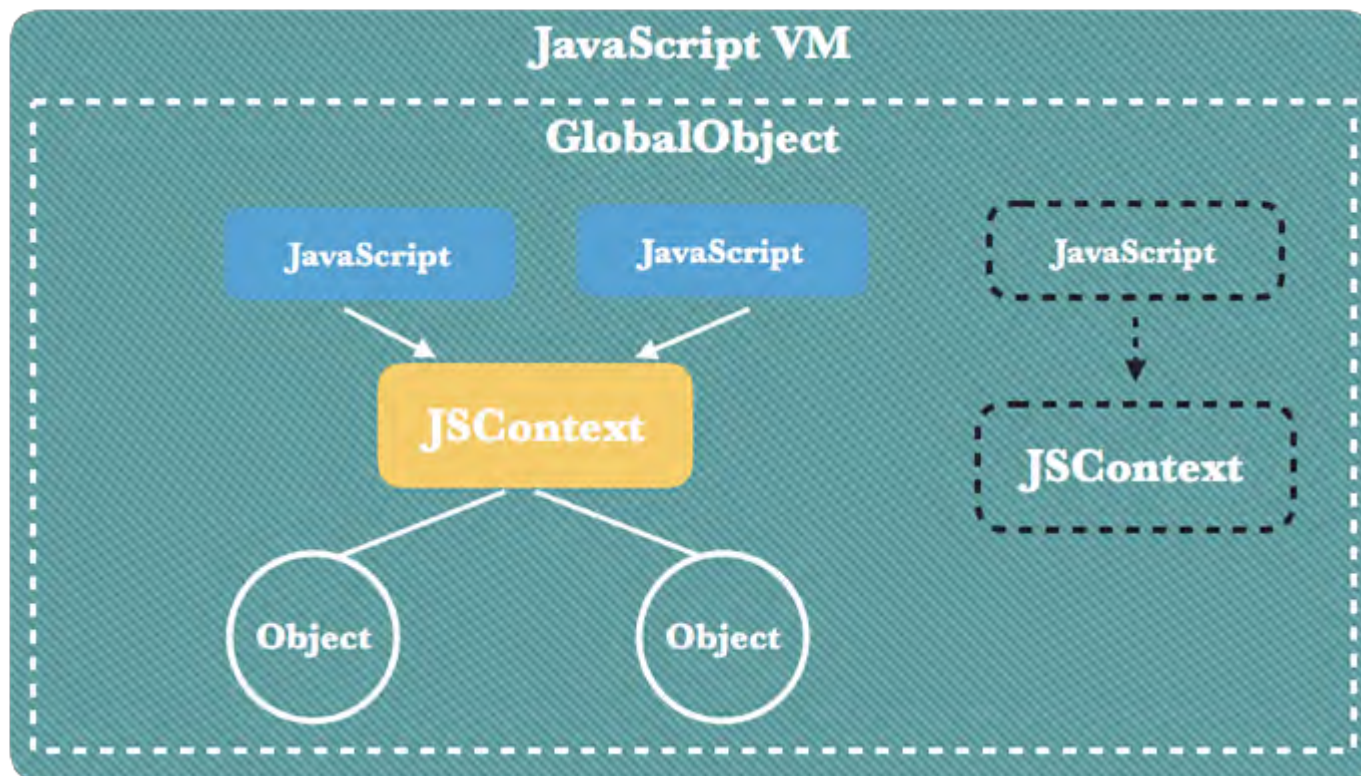 JavaScript VM
GlobalObject
JavaScript
JavaScript
JavaScript
JSContext
JSContext
Object
Object